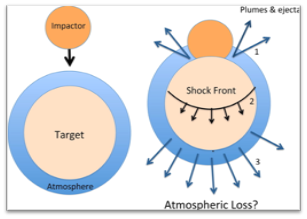 Impactor
Target
Atmosphere
Plumes & ejecta
1
Shock Front
2
3
Atmospheric Loss?